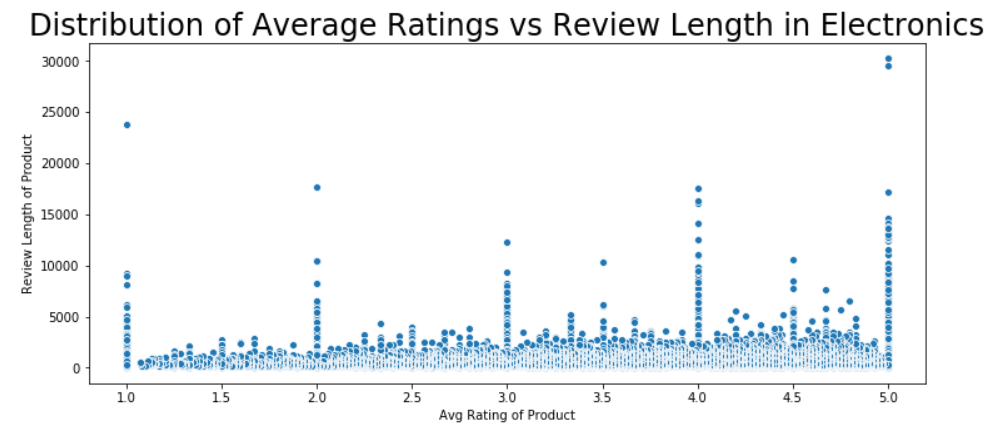 Distribution of Average Ratings vs Review Length in Electronics
Review Length of Product
30000
25000
20000
15000
10000
5000
0
1.0 1.5 2.0 2.5 3.0 3.5 4.0 4.5 5.0
Avg Rating of Product